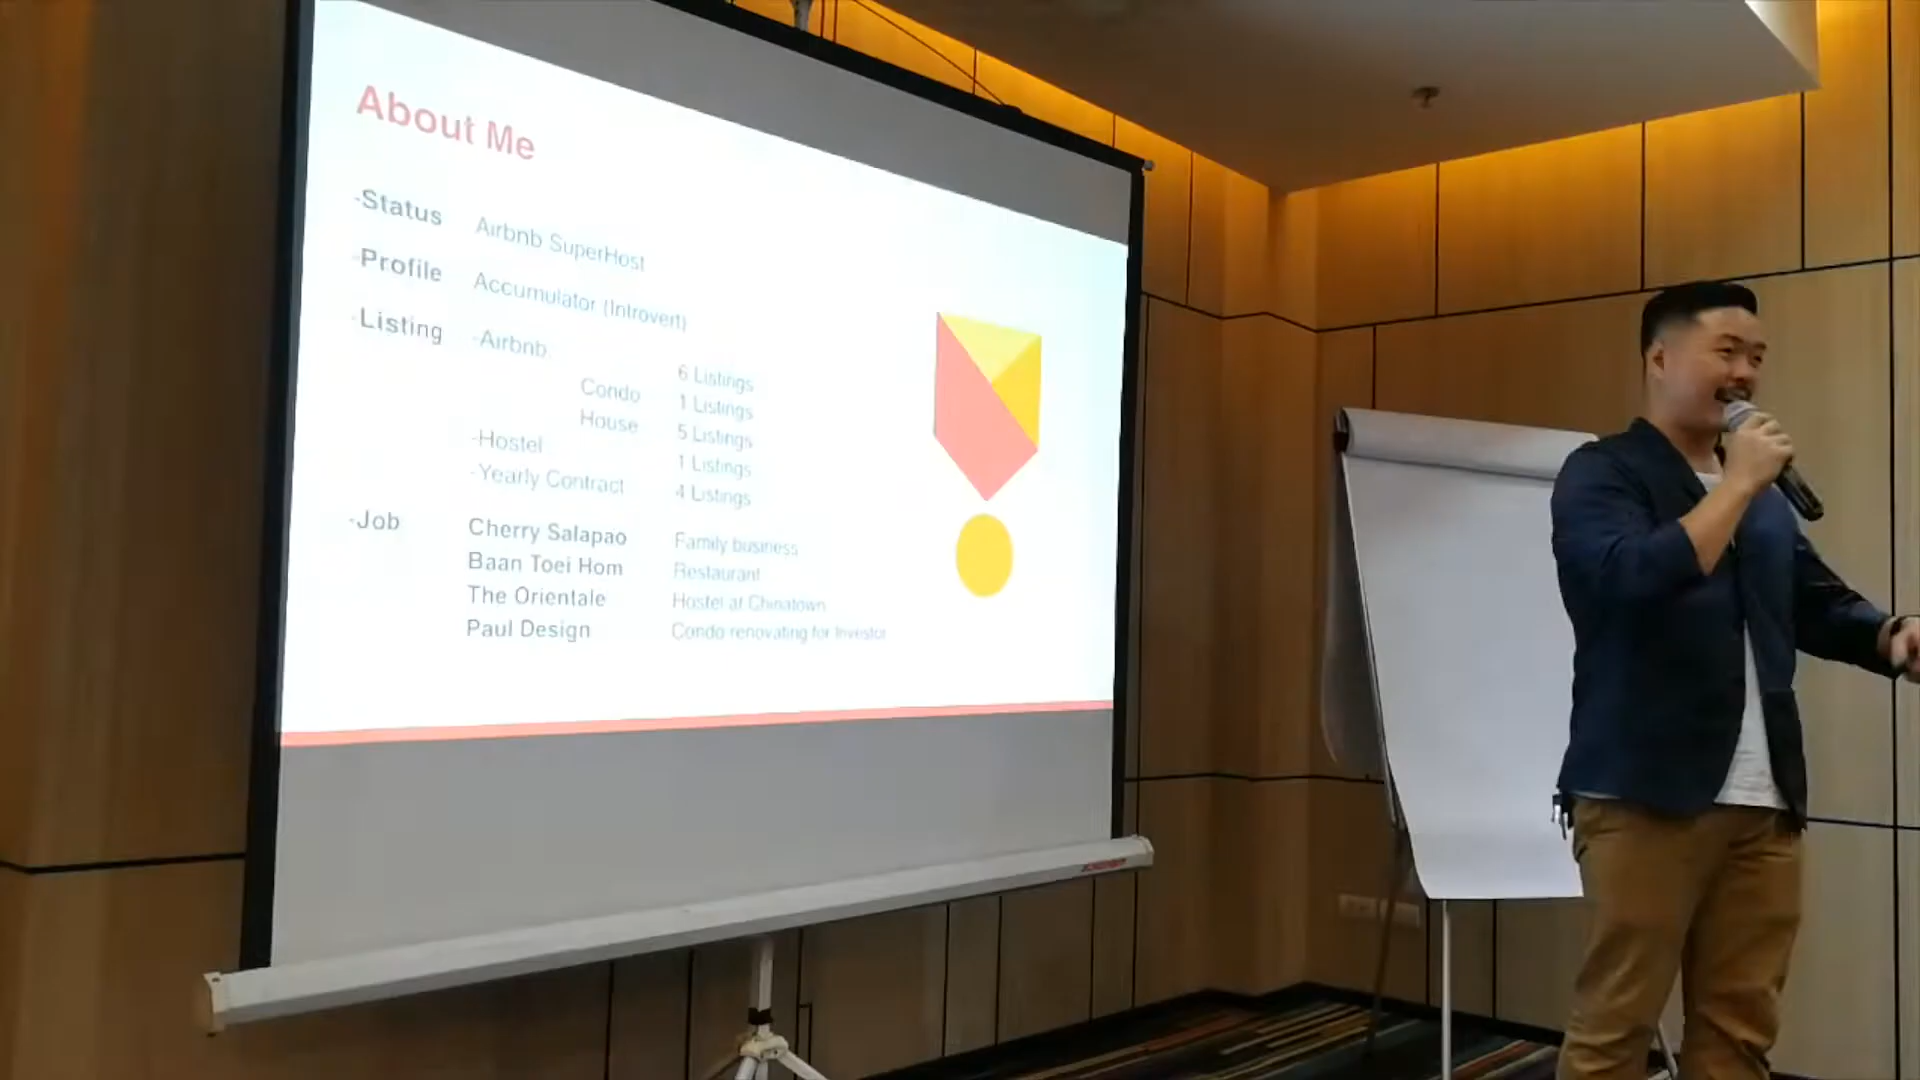 About Me
-Status Airbnb SuperHost
-Profile Accumulator (Introvert)
-Listing -Airbnb
6 Listings
Condo 1 Listings
House 5 Listings
-Hostel 1 Listings
-Yearly Contract 4 Listings
-Job Cherry Salapao Family business
Baan Toei Hom Restaurant
The Orientale Hostel at Chinatown
Paul Design Condo renovating for Investor